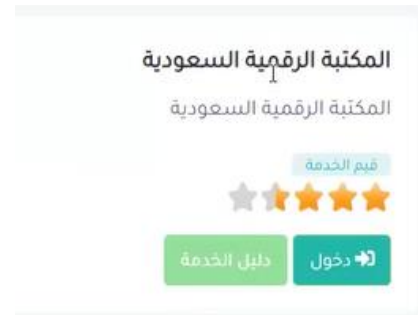 المكتبة الرقمية السعودية
المكتبة الرقمية السعودية
قيم الخدمة
دخول
دليل الخدمة